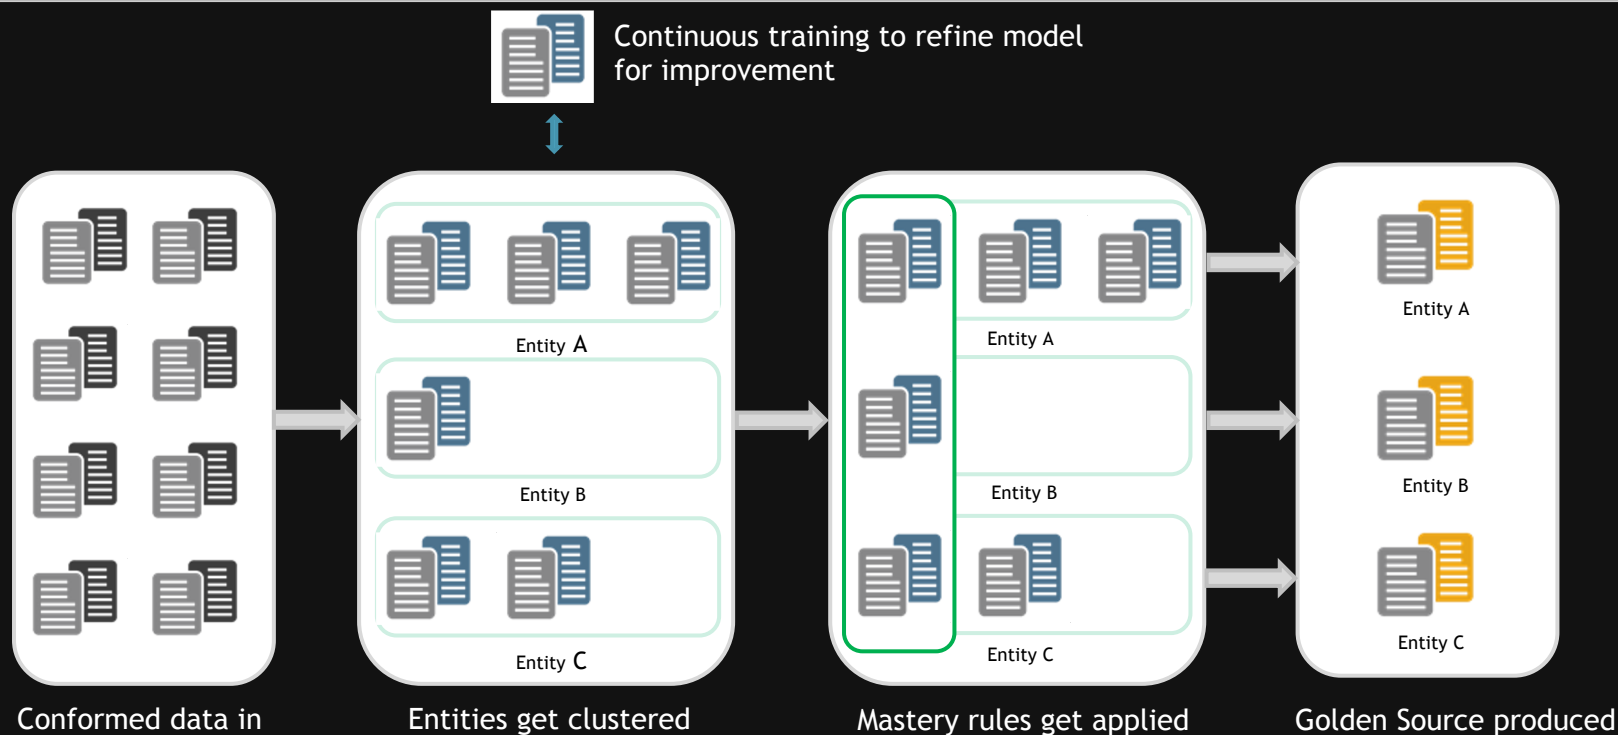 Continuous training to refine model
for improvement
Entity A
Entity B
Entity C
Entity A
Entity B
Entity C
Entity A
Entity B
Entity C
Conformed data in
Entities get clustered
Mastery rules get applied
Golden Source produced